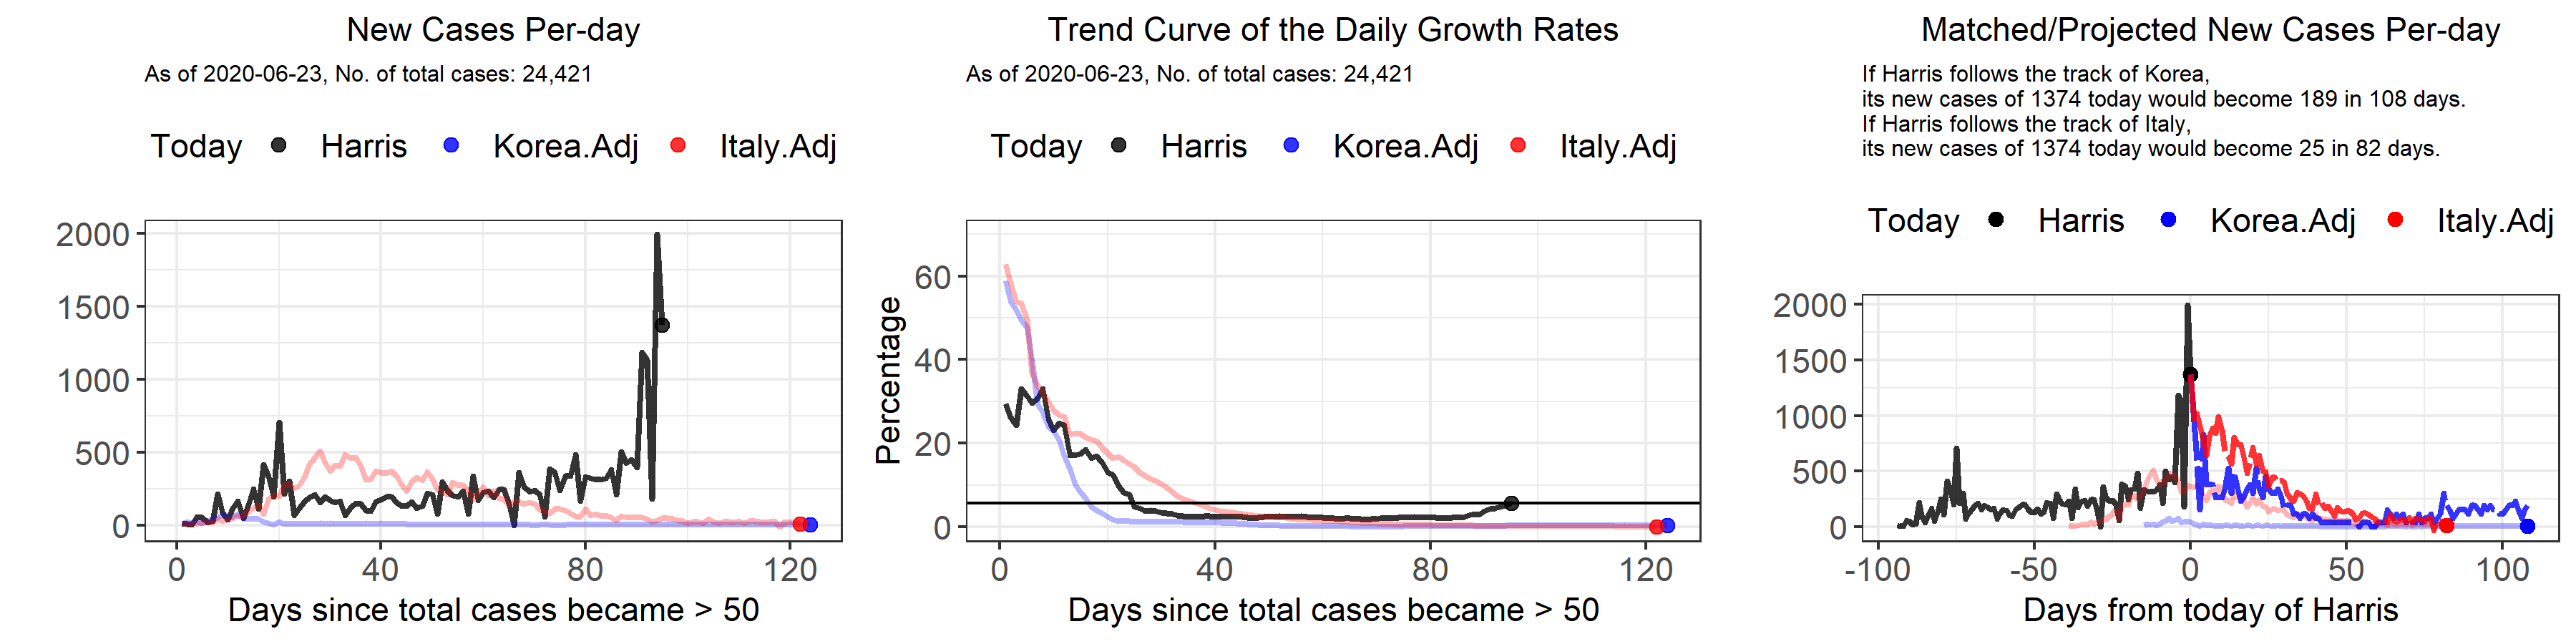 New Cases Per-day
As of 2020-06-23, No. of total cases: 24,421
Today Harris Korea.Adj Italy.Adj
2000
1500
1000
500
0
0 40 80 120
Days since total cases became > 50
Trend Curve of the Daily Growth Rates
As of 2020-06-23, No. of total cases: 24,421
Today Harris Korea.Adj Italy.Adj
Percentage
60
40
20
0
0 40 80 120
Days since total cases became > 50
Matched/Projected New Cases Per-day
If Harris follows the track of Korea,
its new cases of 1374 today would become 189 in 108 days.
If Harris follows the track of Italy,
its new cases of 1374 today would become 25 in 82 days.
Today Harris Korea.Adj Italy.Adj
2000
1500
1000
500
0
-100 -50 0 50 100
Days from today of Harris